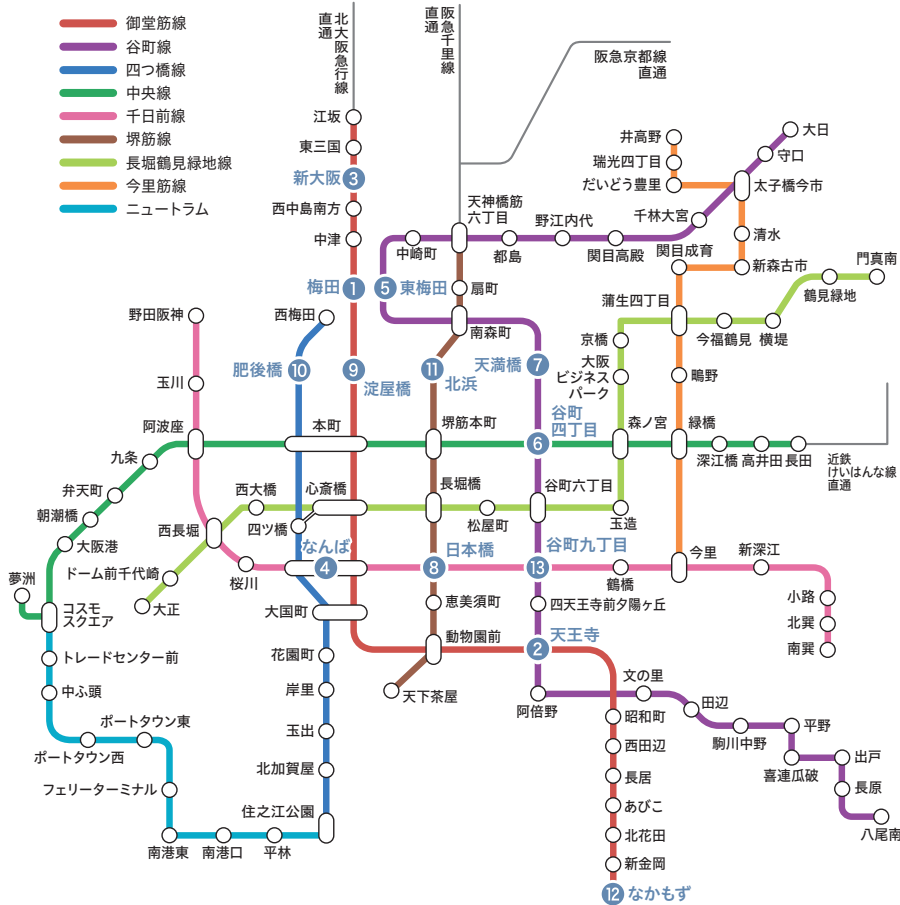 御堂筋線
谷町線
四つ橋線
中央線
千日前線
堺筋線
長堀鶴見緑地線
今里筋線
ニュートラム
北大阪急行線
直通
阪急千里線
直通
阪急京都線
直通
江坂
東三国
新大阪
3
西中島南方
中津
梅田
1
5
東梅田
中崎町
天神橋筋
六丁目
都島
野江内代
関目高殿
千林大宮
太子橋今市
守口
大日
井高野
瑞光四丁目
だいどう豊里
清水
新森古市
関目成育
門真南
鶴見緑地
横堤
今福鶴見
蒲生四丁目
扇町
南森町
京橋
大阪
ビジネス
パーク
鴫野
野田阪神
玉川
阿波座
西梅田
肥後橋
10
9
淀屋橋
11
北浜
天満橋
7
谷町
四丁目
6
本町
堺筋本町
森ノ宮
緑橋
深江橋
高井田
長田
近鉄
けいはんな線
直通
九条
弁天町
朝潮橋
大阪港
夢洲
コスモ
スクエア
西大橋
心斎橋
四ツ橋
長堀橋
松屋町
谷町六丁目
玉造
西長堀
ドーム前千代崎
大正
桜川
なんば
4
日本橋
8
谷町九丁目
13
鶴橋
今里
新深江
小路
北巽
南巽
大国町
恵美須町
四天王寺前夕陽ヶ丘
動物園前
天下茶屋
天王寺
2
花園町
岸里
玉出
北加賀屋
住之江公園
トレードセンター前
中ふ頭
ポートタウン西
ポートタウン東
フェリーターミナル
南港東
南港口
平林
阿倍野
文の里
田辺
駒川中野
平野
喜連瓜破
出戸
長原
八尾南
昭和町
西田辺
長居
あびこ
北花田
新金岡
12
なかもず